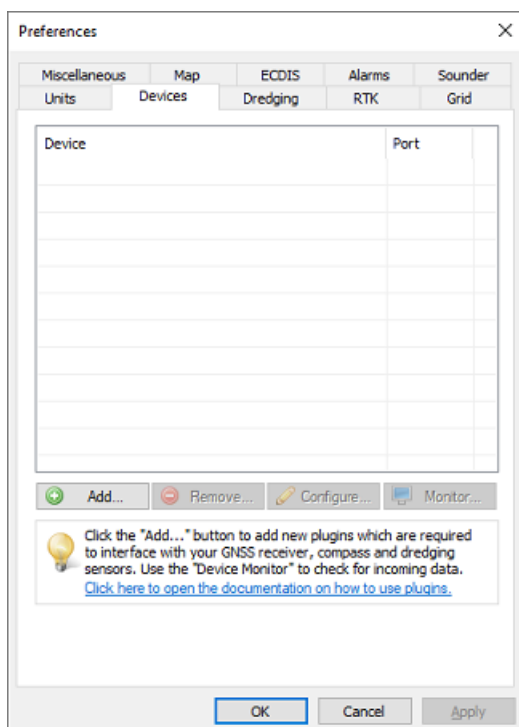 Preferences
Miscellaneous Map ECDIS Alarms Sounder
Units Devices Dredging RTK Grid
Device Port
Add... Remove... Configure... Monitor...
Click the "Add..." button to add new plugins which are required
to interface with your GNSS receiver, compass and dredging
sensors. Use the "Device Monitor" to check for incoming data.
Click here to open the documentation on how to use plugins.
OK Cancel Apply